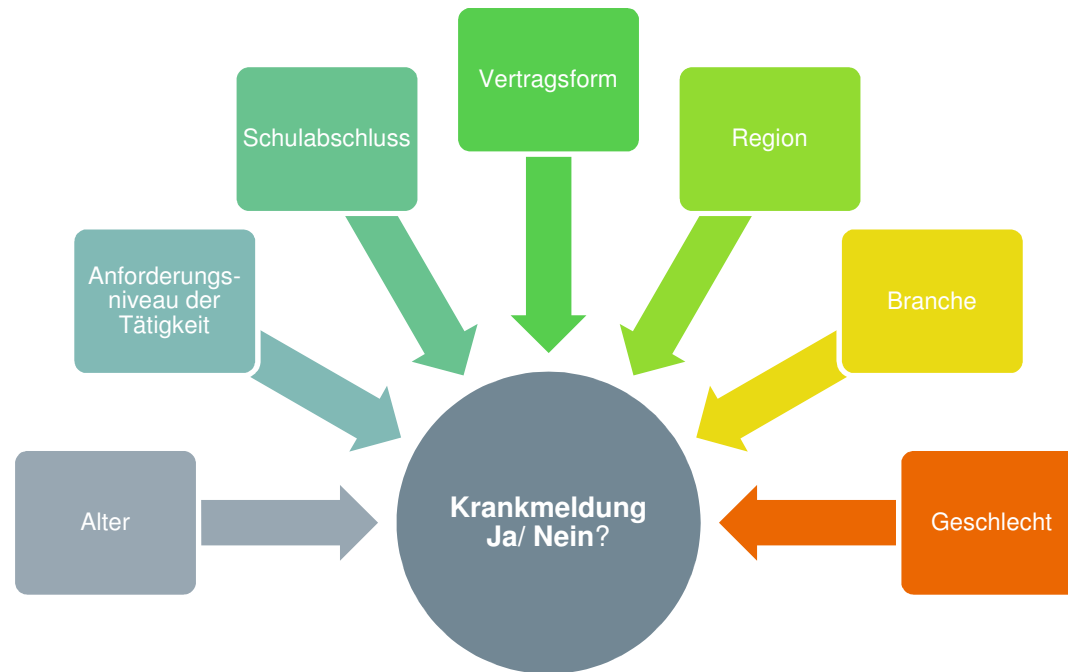 Vertragsform
Schulabschluss
Region
Anforderungs-
niveau der
Tätigkeit
Branche
Alter
Krankmeldung
Ja/ Nein?
Geschlecht